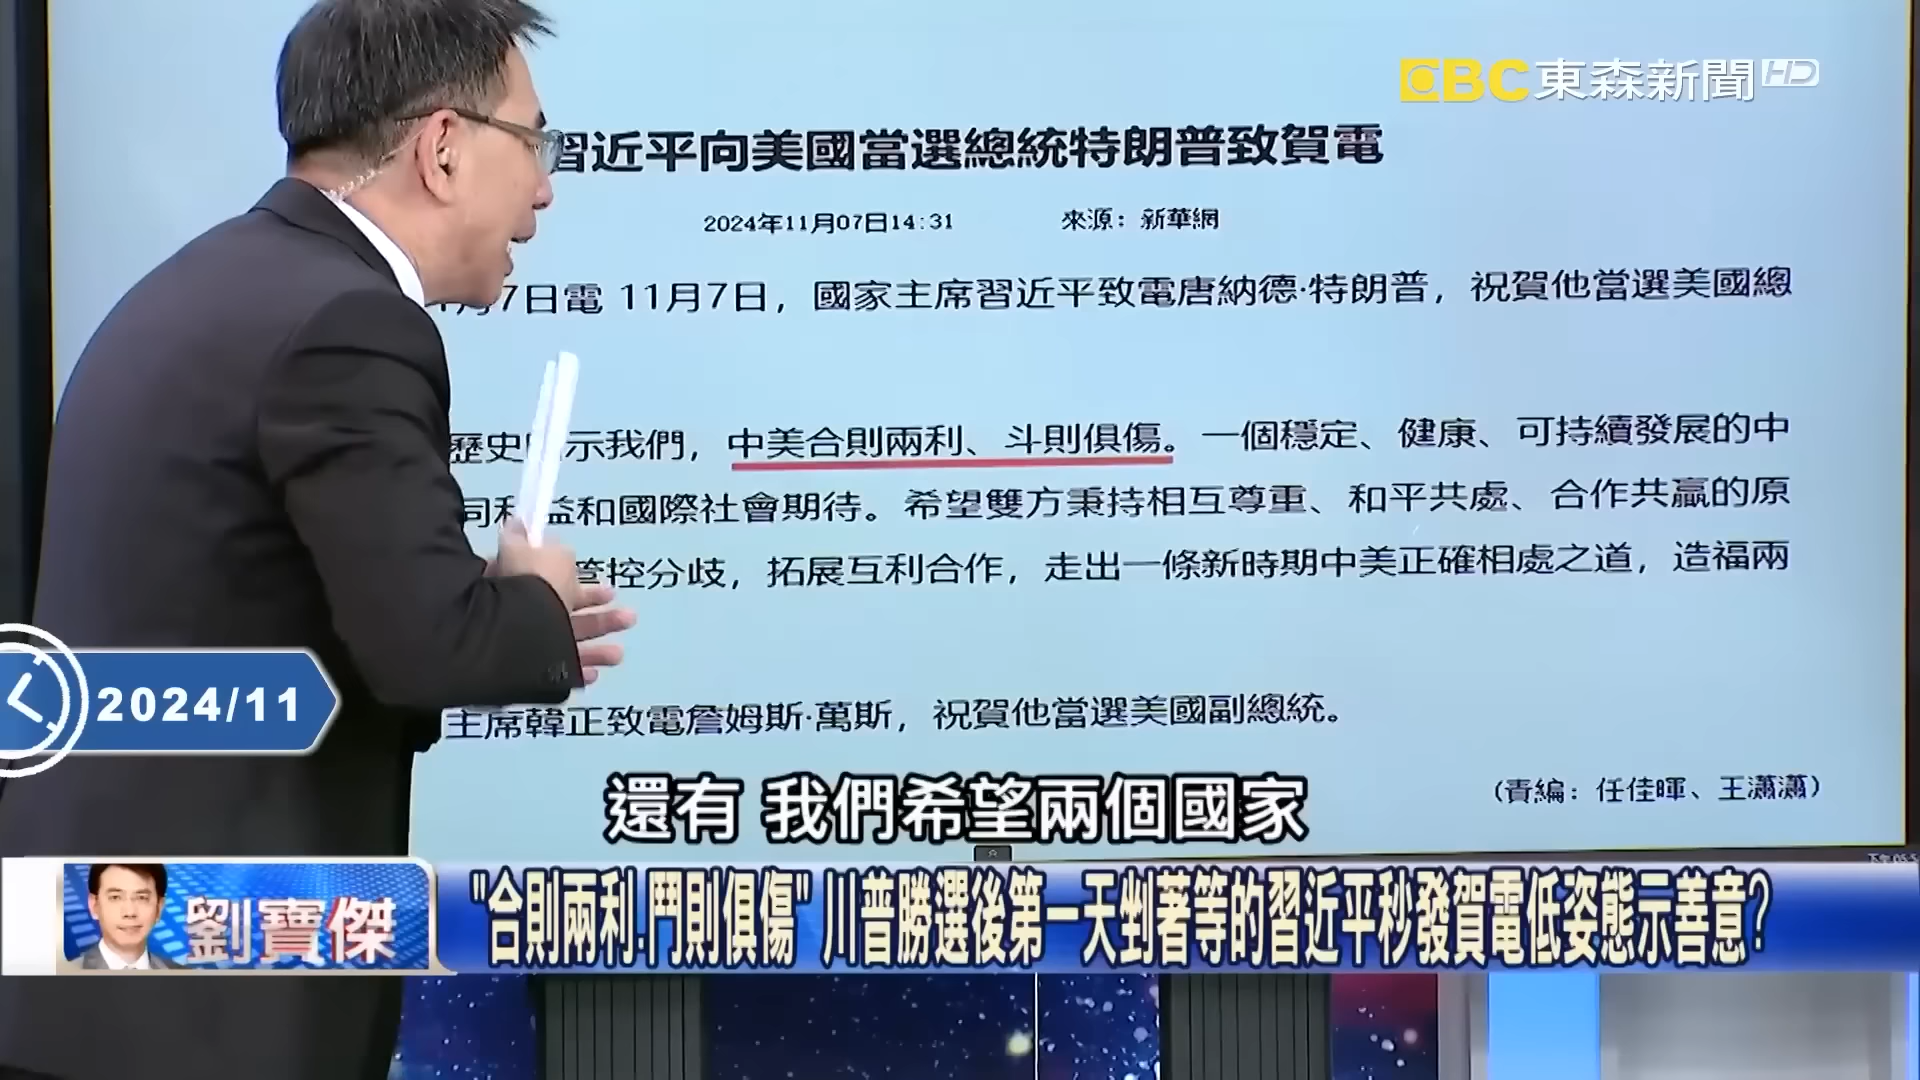 EBC 東森新聞 HD
習近平向美國當選總統特朗普致賀電
2024年11月07日14:31 來源：新華網
月7日電 11月7日，國家主席習近平致電唐納德·特朗普，祝賀他當選美國總
歷史 示我們，中美合則兩利、斗則俱傷。一個穩定、健康、可持續發展的中
同利益和國際社會期待。希望雙方秉持相互尊重、和平共處、合作共贏的原
管控分歧，拓展互利合作，走出一條新時期中美正確相處之道，造福兩
2024/11
主席韓正致電詹姆斯·萬斯，祝賀他當選美國副總統。
(責編：任佳暉、王瀟瀟)
還有 我們希望兩個國家
劉寶傑
"合則兩利.鬥則俱傷" 川普勝選後第一天剉著等的習近平秒發賀電低姿態示善意?